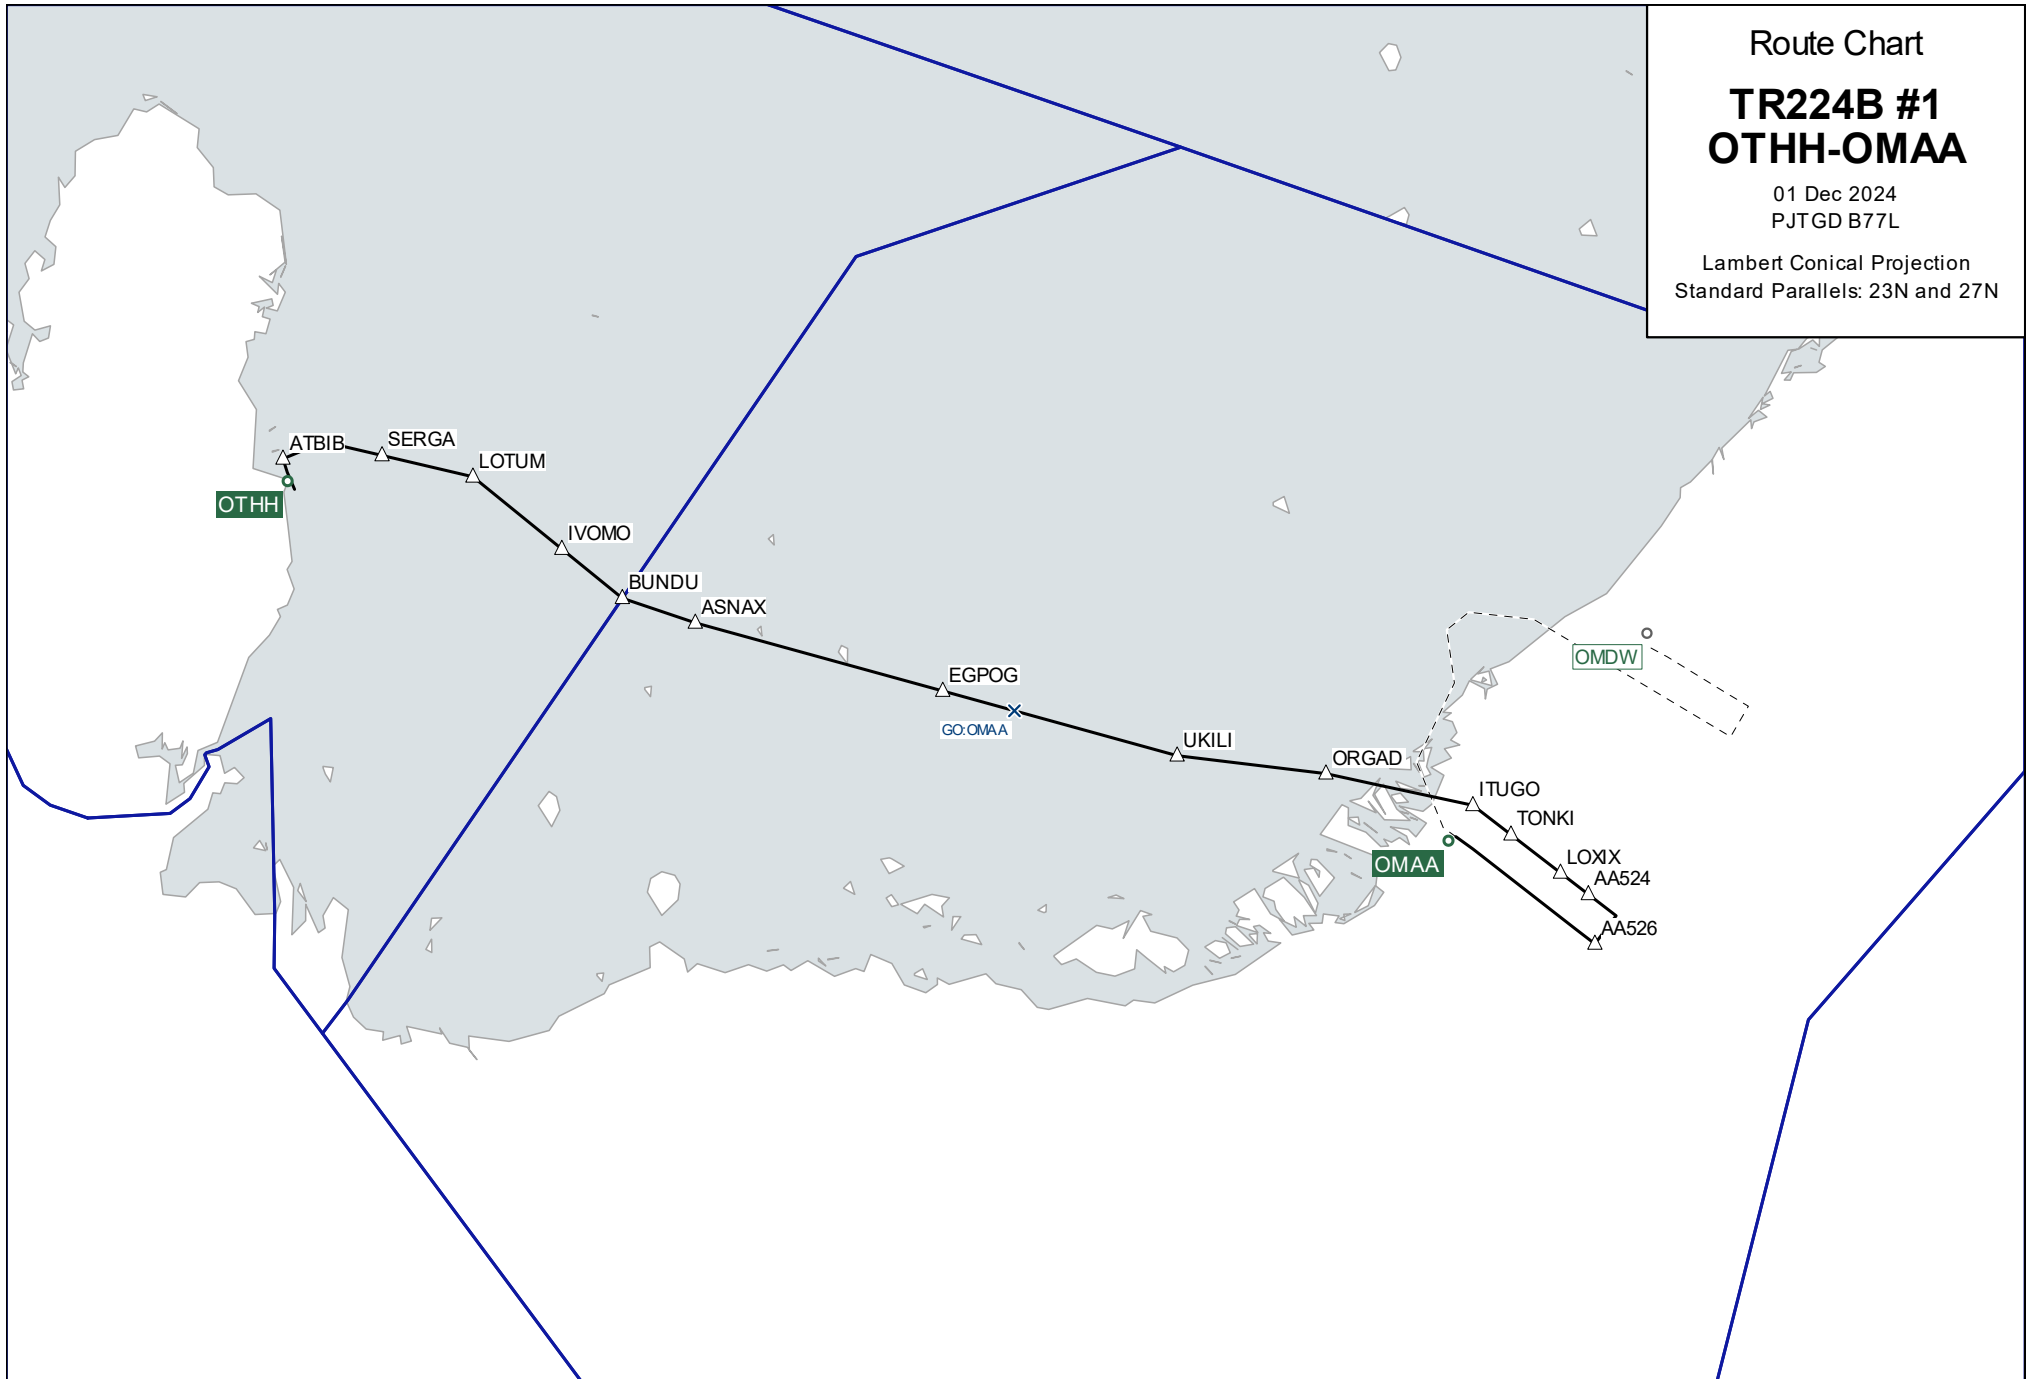 Route Chart
TR224B #1
OTHH-OMAA
01 Dec 2024
PJTGD B77L
Lambert Conical Projection
Standard Parallels: 23N and 27N
ATBIB
SERGA
LOTUM
OTHH
IVOMO
BUNDU
ASNAX
OMDW
EGPOG
GO:OMAA
UKILI
ORGAD
ITUGO
TONKI
LOXIX
OMAA
AA524
AA526